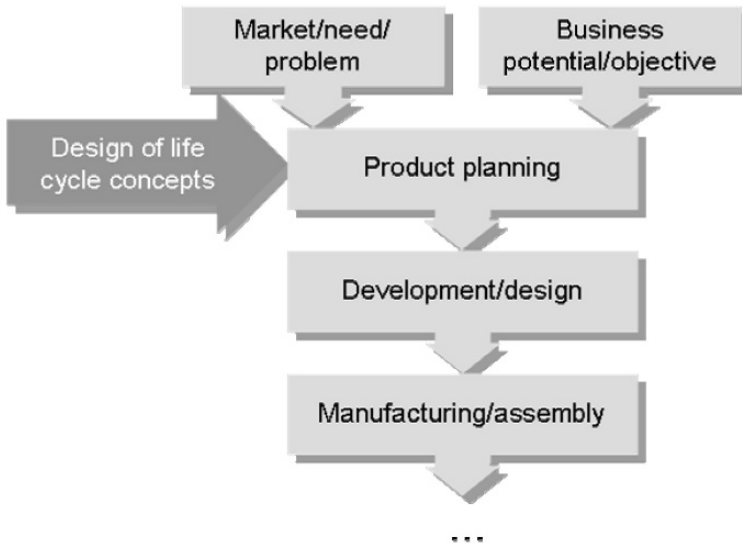 Market/need/
problem
Business
potential/objective
Design of life
cycle concepts
Product planning
Development/design
Manufacturing/assembly
...